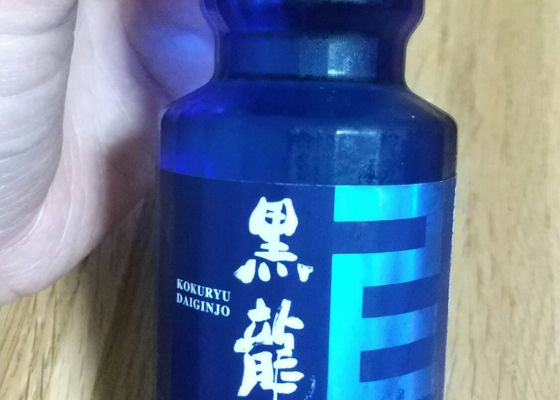 黒
龍
KOKURYU
DAIGINJO